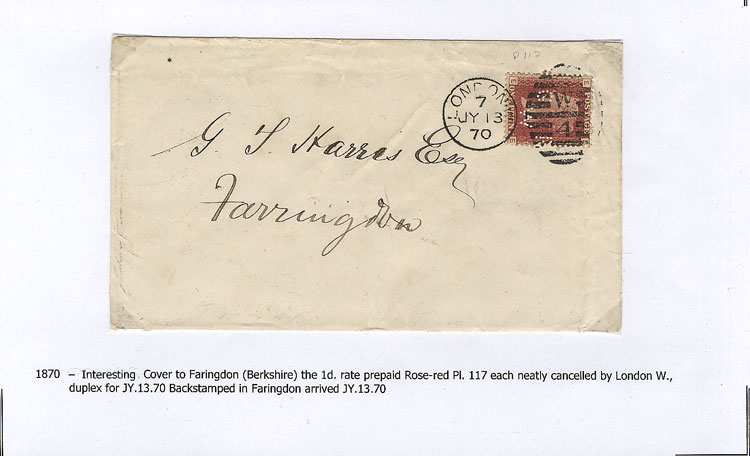 Pl 117
LONDON
7
JY 13
70
W
4
G. S. Harris Esq
Farringdon
1870 – Interesting Cover to Faringdon (Berkshire) the 1d. rate prepaid Rose-red Pl. 117 each neatly cancelled by London W.,
duplex for JY.13.70 Backstamped in Faringdon arrived JY.13.70